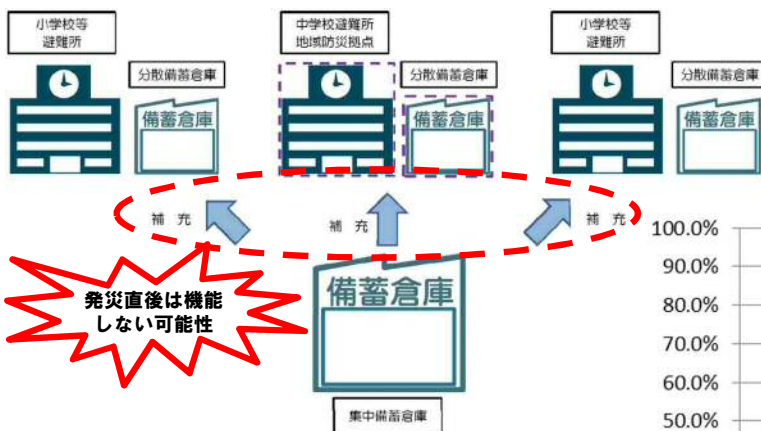 小学校等
避難所
中学校避難所
地域防災拠点
小学校等
避難所
分散備蓄倉庫
分散備蓄倉庫
分散備蓄倉庫
備蓄倉庫
備蓄倉庫
備蓄倉庫
補 充
補 充
補 充
発災直後は機能
しない可能性
備蓄倉庫
集中備蓄倉庫
100.0%
90.0%
80.0%
70.0%
60.0%
50.0%